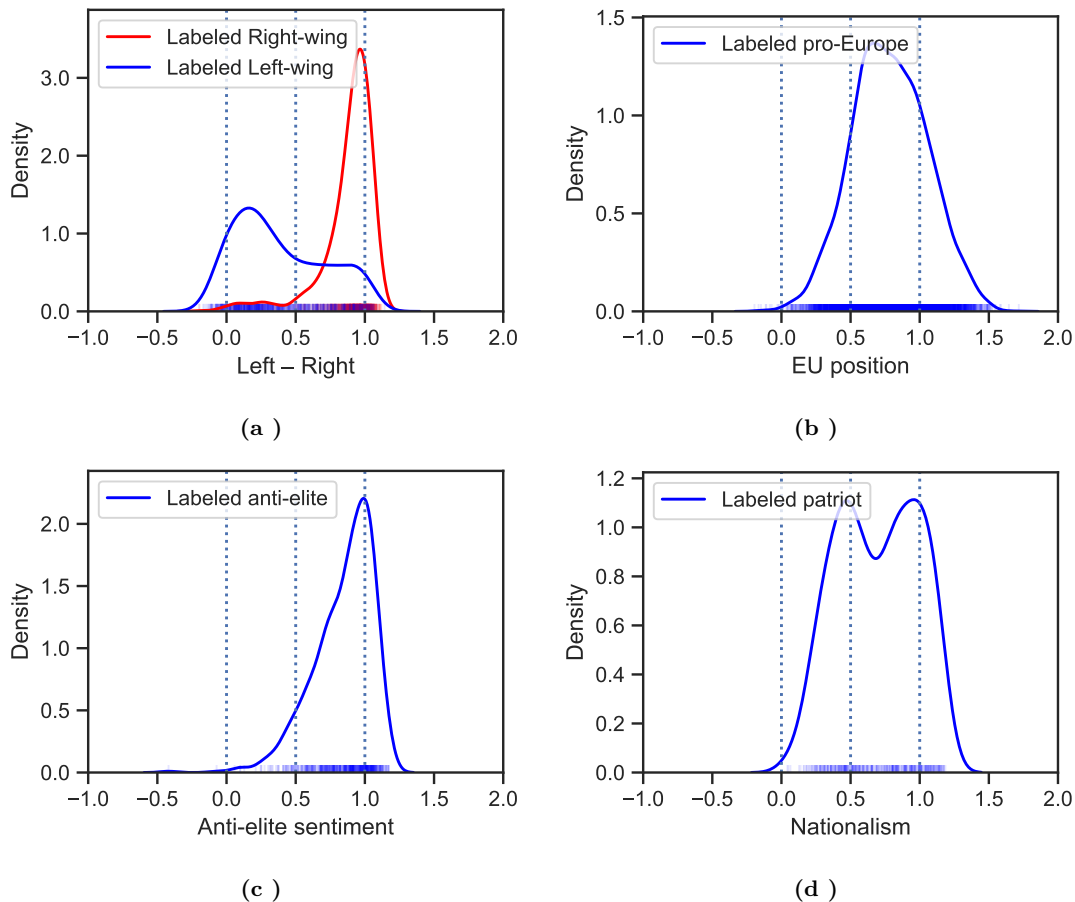 Labeled Right-wing
Labeled Left-wing
3.0
2.0
1.0
0.0
Density
−1.0 −0.5 0.0 0.5 1.0 1.5 2.0
Left – Right
(a )
Labeled pro-Europe
1.5
1.0
0.5
0.0
Density
−1.0 −0.5 0.0 0.5 1.0 1.5 2.0
EU position
(b )
Labeled anti-elite
2.0
1.5
1.0
0.5
0.0
Density
−1.0 −0.5 0.0 0.5 1.0 1.5 2.0
Anti-elite sentiment
(c )
Labeled patriot
1.2
1.0
0.8
0.6
0.4
0.2
0.0
Density
−1.0 −0.5 0.0 0.5 1.0 1.5 2.0
Nationalism
(d )